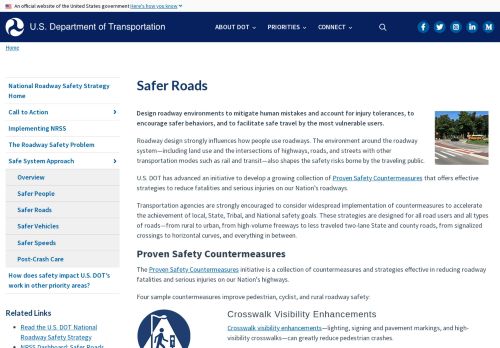 An official website of the United States government Here's how you know
U.S. Department of Transportation
ABOUT DOT
PRIORITIES
CONNECT
Home
National Roadway Safety Strategy
Home
Call to Action
Implementing NRSS
The Roadway Safety Problem
Safe System Approach
Overview
Safer People
Safer Roads
Safer Vehicles
Safer Speeds
Post-Crash Care
How does safety impact U.S. DOT's
work in other priority areas?
Related Links
Read the U.S. DOT National
Roadway Safety Strategy
NRSS Dashboard: Safer Roads
Safer Roads
Design roadway environments to mitigate human mistakes and account for injury tolerances, to
encourage safer behaviors, and to facilitate safe travel by the most vulnerable users.
Roadway design strongly influences how people use roadways. The environment around the roadway
system—including land use and the intersections of highways, roads, and streets with other
transportation modes such as rail and transit—also shapes the safety risks borne by the traveling public.
U.S. DOT has advanced an initiative to develop a growing collection of Proven Safety Countermeasures that offers effective
strategies to reduce fatalities and serious injuries on our Nation's roadways.
Transportation agencies are strongly encouraged to consider widespread implementation of countermeasures to accelerate
the achievement of local, State, Tribal, and National safety goals. These strategies are designed for all road users and all types
of roads—from rural to urban, from high-volume freeways to less traveled two-lane State and county roads, from signalized
crossings to horizontal curves, and everything in between.
Proven Safety Countermeasures
The Proven Safety Countermeasures initiative is a collection of countermeasures and strategies effective in reducing roadway
fatalities and serious injuries on our Nation's highways.
Four sample countermeasures improve pedestrian, cyclist, and rural roadway safety:
Crosswalk Visibility Enhancements
Crosswalk visibility enhancements—lighting, signing and pavement markings, and high-
visibility crosswalks—can greatly reduce pedestrian crashes.